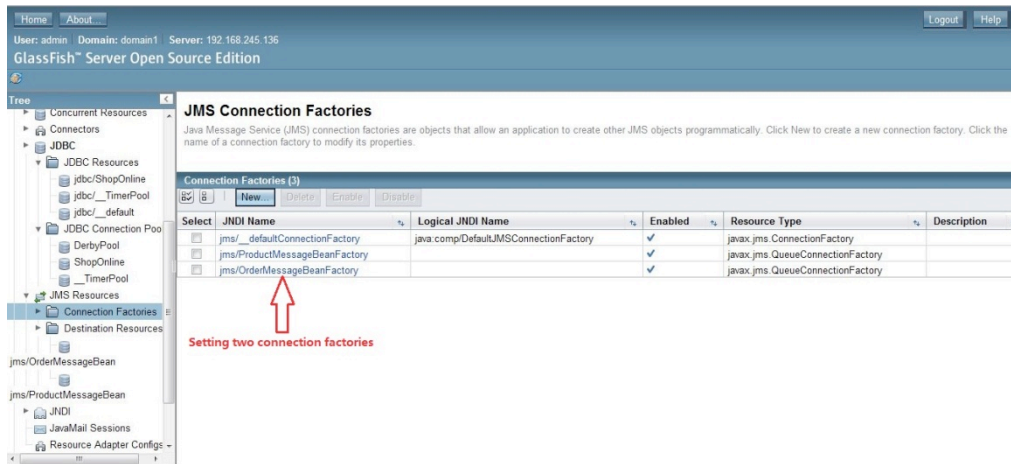 Home About...
Logout Help
User: admin Domain: domain1 Server: 192.168.245.136
GlassFish™ Server Open Source Edition
Tree
Concurrent Resources
Connectors
JDBC
JDBC Resources
jdbc/ShopOnline
jdbc/__TimerPool
jdbc/__default
JDBC Connection Poo
DerbyPool
ShopOnline
__TimerPool
JMS Resources
Connection Factories
Destination Resources
jms/OrderMessageBean
jms/ProductMessageBean
JNDI
JavaMail Sessions
Resource Adapter Configs
JMS Connection Factories
Java Message Service (JMS) connection factories are objects that allow an application to create other JMS objects programmatically. Click New to create a new connection factory. Click the
name of a connection factory to modify its properties.
Connection Factories (3)
New... Delete Enable Disable
Select JNDI Name Logical JNDI Name Enabled Resource Type Description
jms/__defaultConnectionFactory java:comp/DefaultJMSConnectionFactory javax.jms.ConnectionFactory
jms/ProductMessageBeanFactory javax.jms.QueueConnectionFactory
jms/OrderMessageBeanFactory javax.jms.QueueConnectionFactory
Setting two connection factories